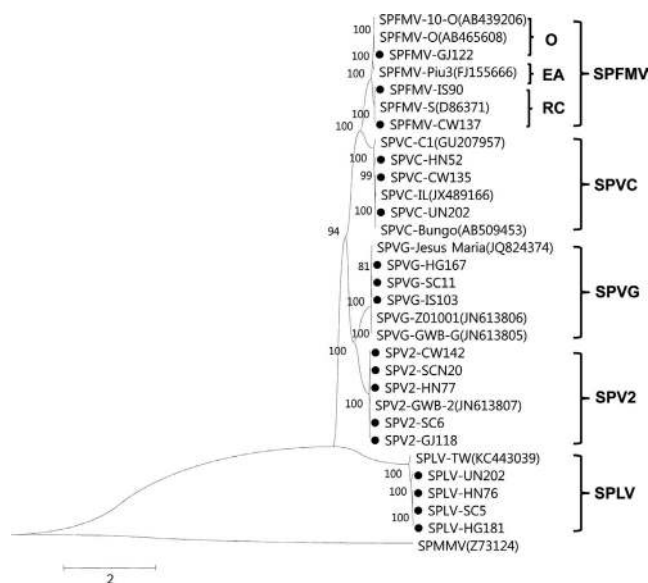 SPFMV-10-O(AB439206)
100
SPFMV-O(AB465608)
O
100
SPFMV-GJ122
100
SPFMV-Piu3(FJ155666)
EA
SPFMV
SPFMV-IS90
SPFMV-S(D86371)
RC
100
SPFMV-CW137
SPVC-C1(GU207957)
100
SPVC-HN52
99
SPVC-CW135
SPVC-IL(JX489166)
SPVC
100
SPVC-UN202
94
SPVC-Bungo(AB509453)
SPVG-Jesus Maria(JQ824374)
81
SPVG-HG167
SPVG-SC11
SPVG
100
SPVG-IS103
SPVG-Z01001(JN613806)
100
SPVG-GWB-G(JN613805)
100
SPV2-CW142
SPV2-SCN20
SPV2-HN77
SPV2
100
SPV2-GWB-2(JN613807)
SPV2-SC6
SPV2-GJ118
SPLV-TW(KC443039)
100
SPLV-UN202
100
SPLV-HN76
SPLV
SPLV-SC5
100
SPLV-HG181
SPMMV(Z73124)
2